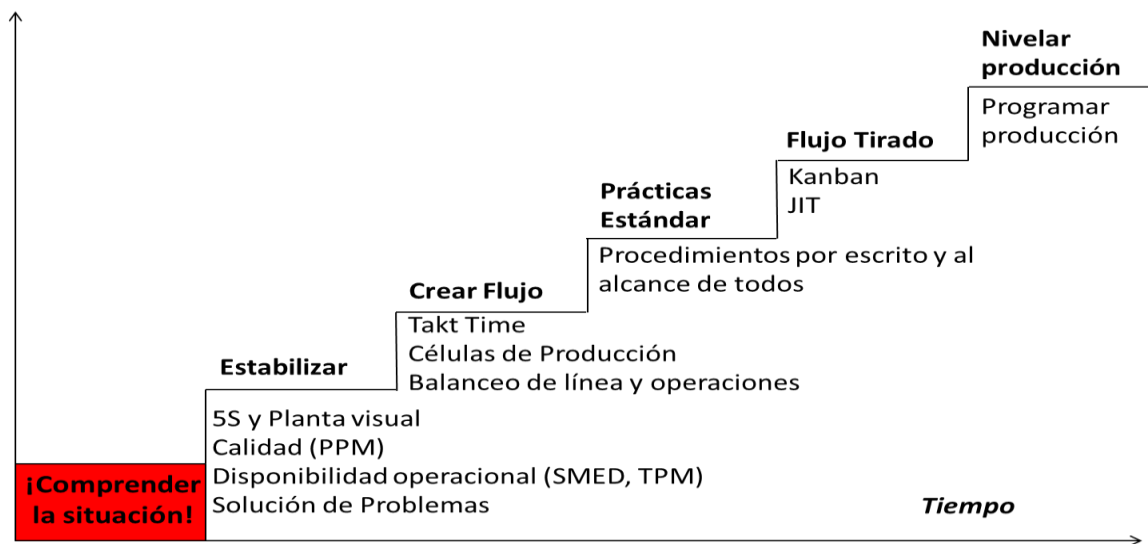 Nivelar
producción
Programar
producción
Flujo Tirado
Kanban
JIT
Prácticas
Estándar
Procedimientos por escrito y al
alcance de todos
Crear Flujo
Takt Time
Células de Producción
Balanceo de línea y operaciones
Estabilizar
5S y Planta visual
Calidad (PPM)
Disponibilidad operacional (SMED, TPM)
Solución de Problemas
¡Comprender
la situación!
Tiempo